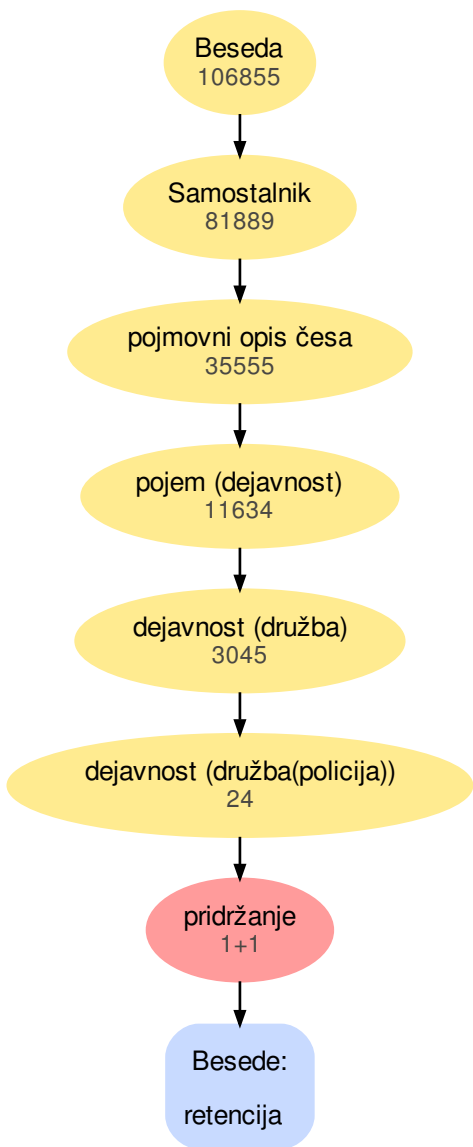 Beseda
106855
Samostalnik
81889
pojmovni opis česa
35555
pojem (dejavnost)
11634
dejavnost (družba)
3045
dejavnost (družba(policija))
24
pridržanje
1+1
Besede:
retencija